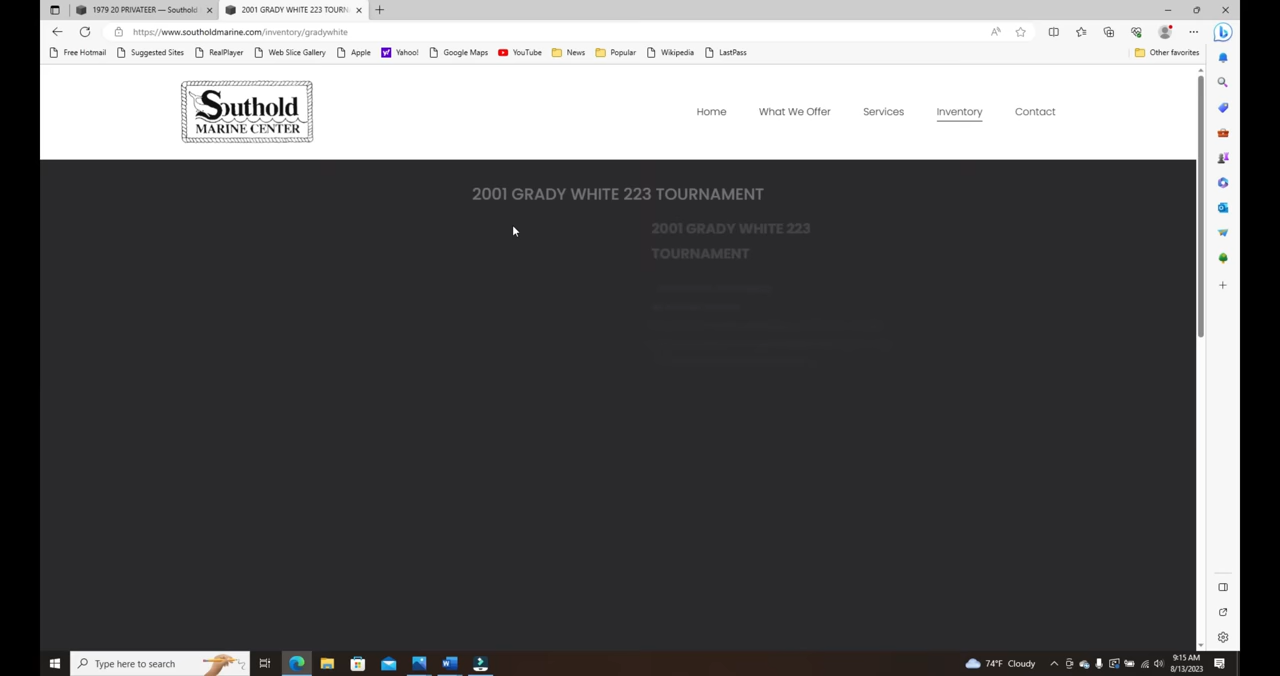 1979 20 PRIVATEER — Southold
2001 GRADY WHITE 223 TOURN
https://www.southoldmarine.com/inventory/gradywhite
Free Hotmail
Suggested Sites
RealPlayer
Web Slice Gallery
Apple
Yahoo!
Google Maps
YouTube
News
Popular
Wikipedia
LastPass
Other favorites
Southold
MARINE CENTER
Home
What We Offer
Services
Inventory
Contact
2001 GRADY WHITE 223 TOURNAMENT
2001 GRADY WHITE 223
TOURNAMENT
Type here to search
74°F Cloudy
9:15 AM
8/13/2023